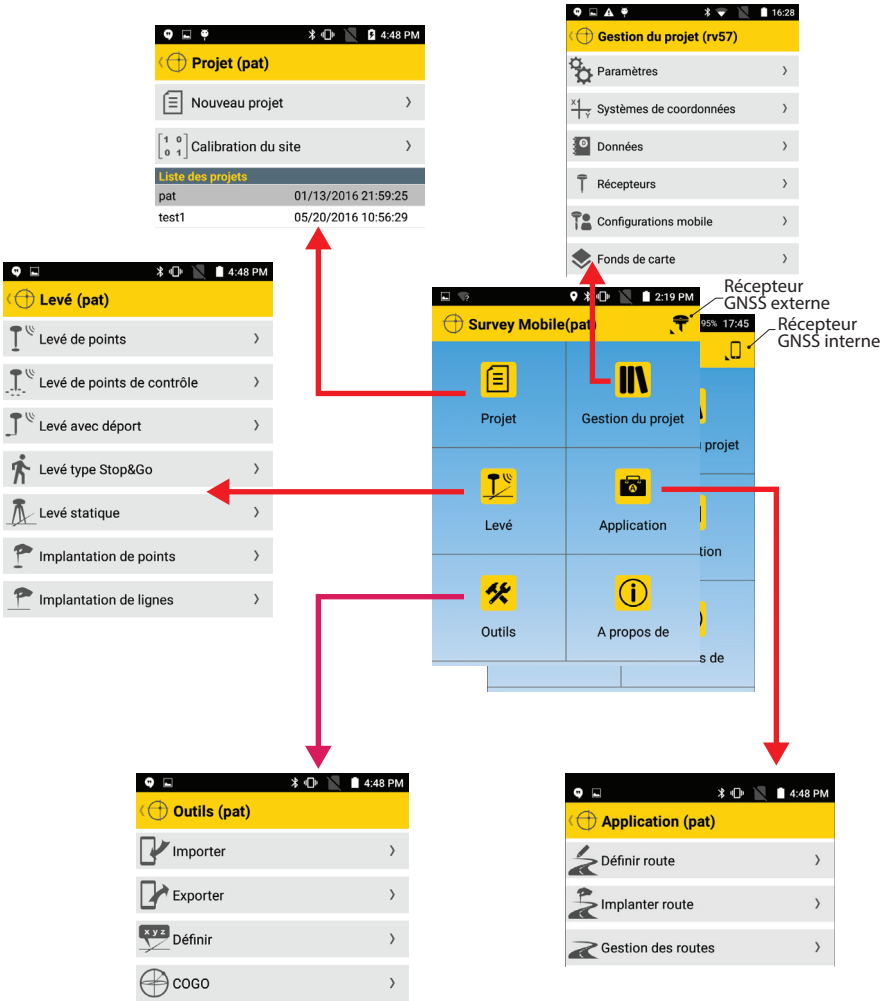 4:48 PM
Projet (pat)
Nouveau projet
1 0
0 1
Calibration du site
Liste des projets
pat 01/13/2016 21:59:25
test1 05/20/2016 10:56:29
16:28
Gestion du projet (rv57)
Paramètres
X
Y
Systèmes de coordonnées
Données
Récepteurs
Configurations mobile
Fonds de carte
4:48 PM
Levé (pat)
Levé de points
Levé de points de contrôle
Levé avec déport
Levé type Stop&Go
Levé statique
Implantation de points
Implantation de lignes
Récepteur
GNSS externe
Récepteur
GNSS interne
2:19 PM
Survey Mobile(pat)
Projet
Gestion du projet
Levé
A
Application
Outils
A propos de
95% 17:45
projet
tion
s de
4:48 PM
Outils (pat)
Importer
Exporter
x y z
Définir
COGO
4:48 PM
Application (pat)
Définir route
Implanter route
Gestion des routes